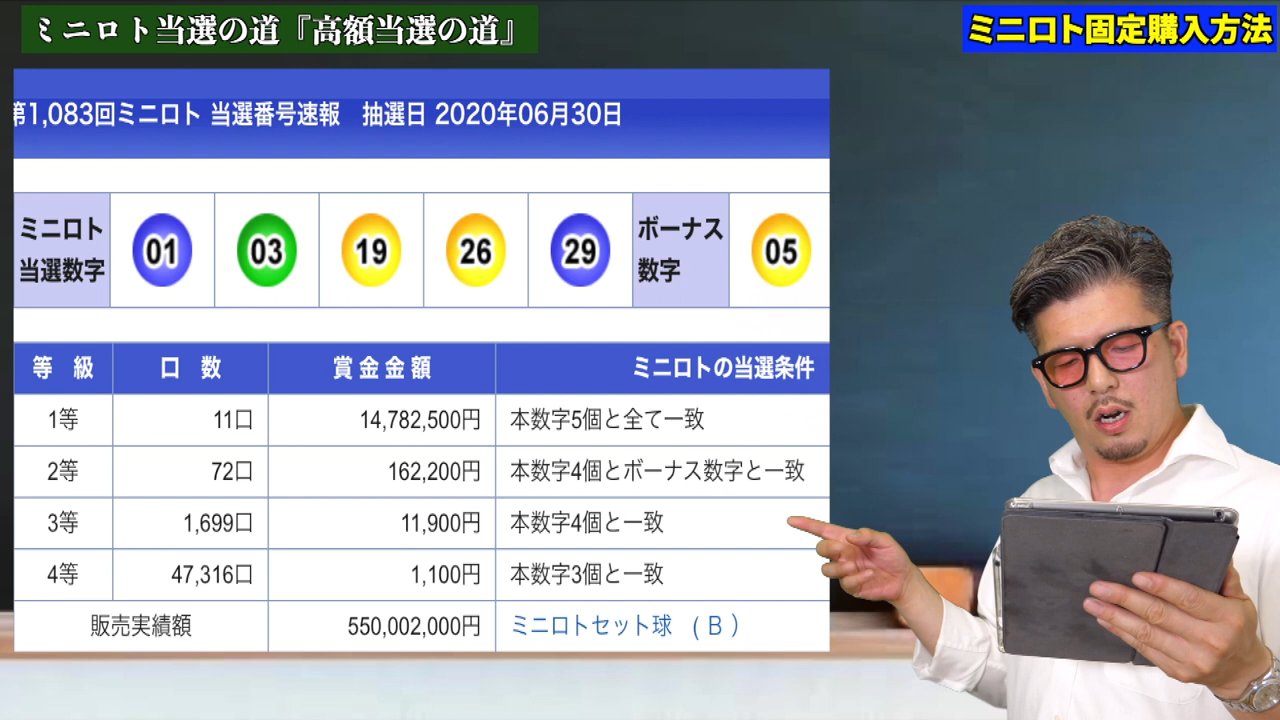 ミニロト当選の道『高額当選の道』
ミニロト固定購入方法
第1,083回ミニロト 当選番号速報 抽選日 2020年06月30日
ミニロト
当選数字
01 03 19 26 29
ボーナス
数字
05
等 級 口 数 賞金金額 ミニロトの当選条件
1等 11口 14,782,500円 本数字5個と全て一致
2等 72口 162,200円 本数字4個とボーナス数字と一致
3等 1,699口 11,900円 本数字4個と一致
4等 47,316口 1,100円 本数字3個と一致
販売実績額 550,002,000円 ミニロトセット球 （Ｂ）